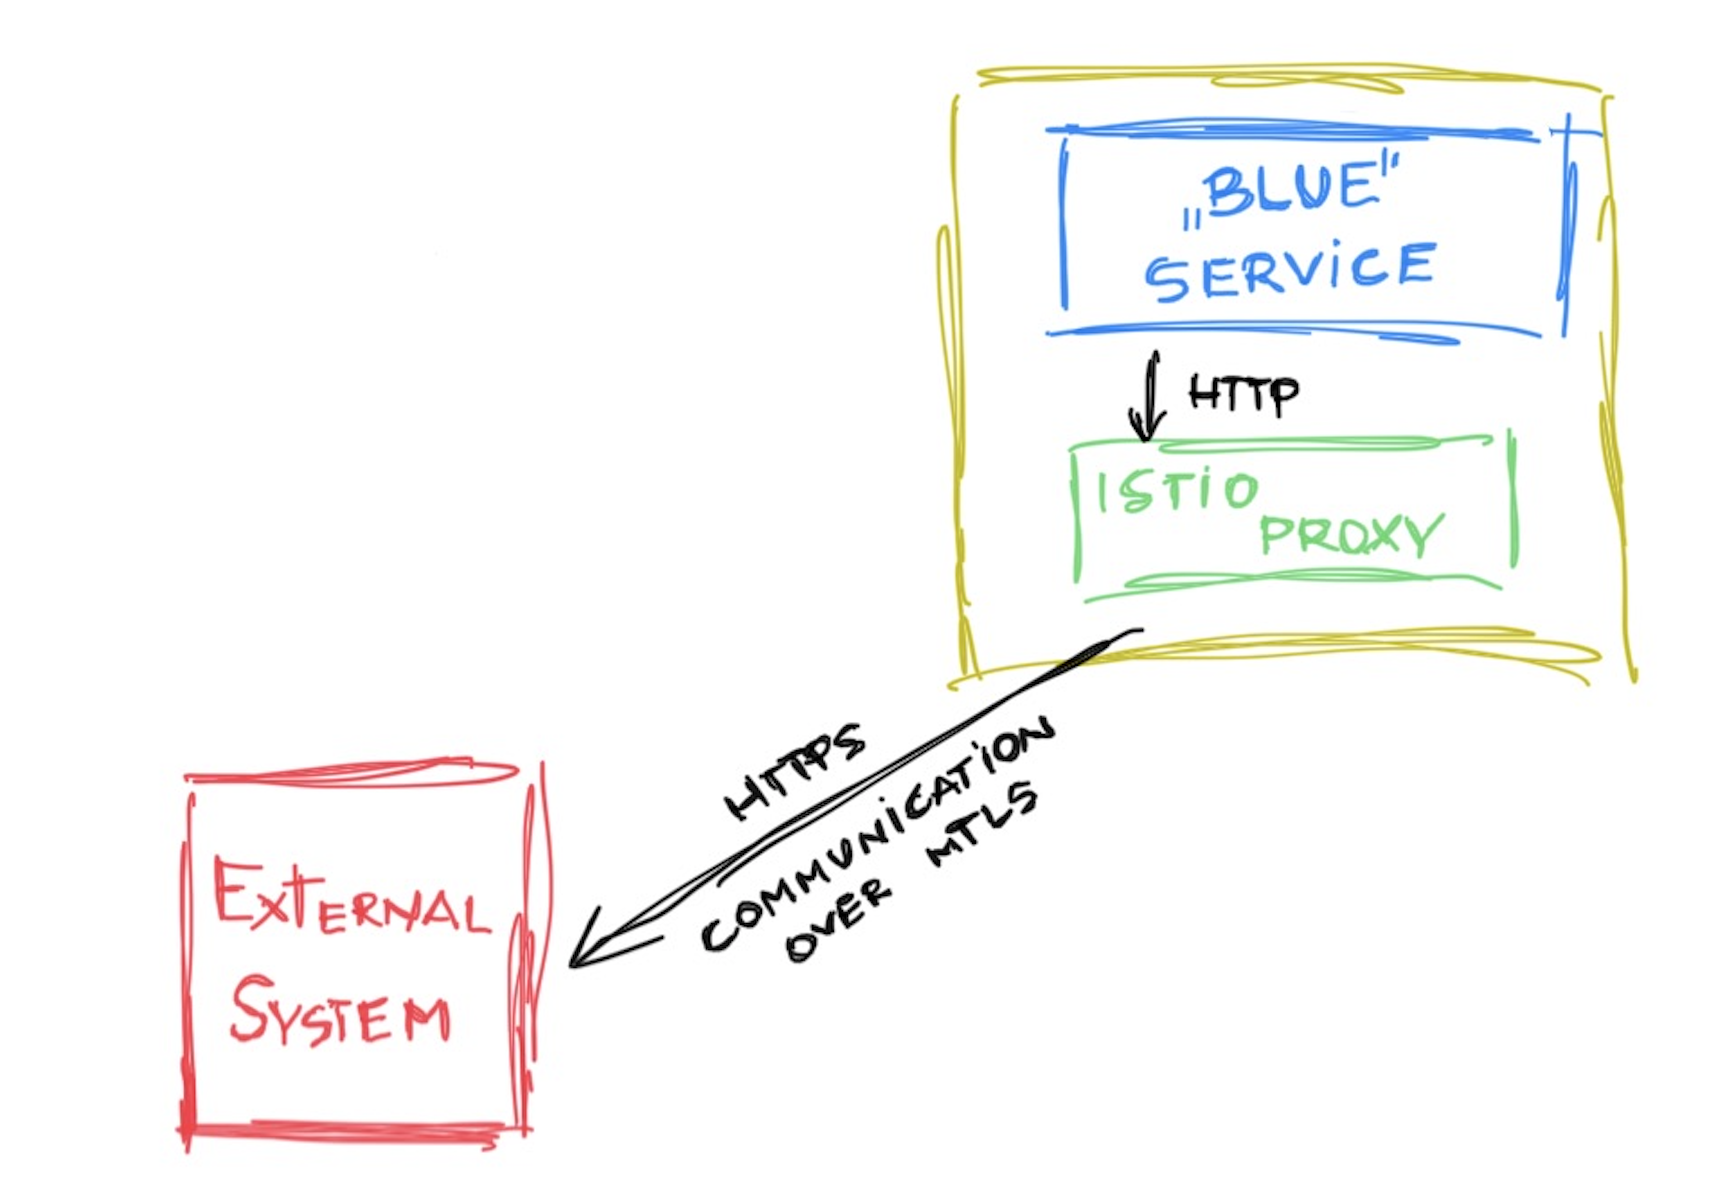 „BLUE"
SERViCE
HTTP
ISTiO
PROXY
HTTPS
COMMUNiCATiON
OVER MTLS
EXTERNAL
SYSTEM